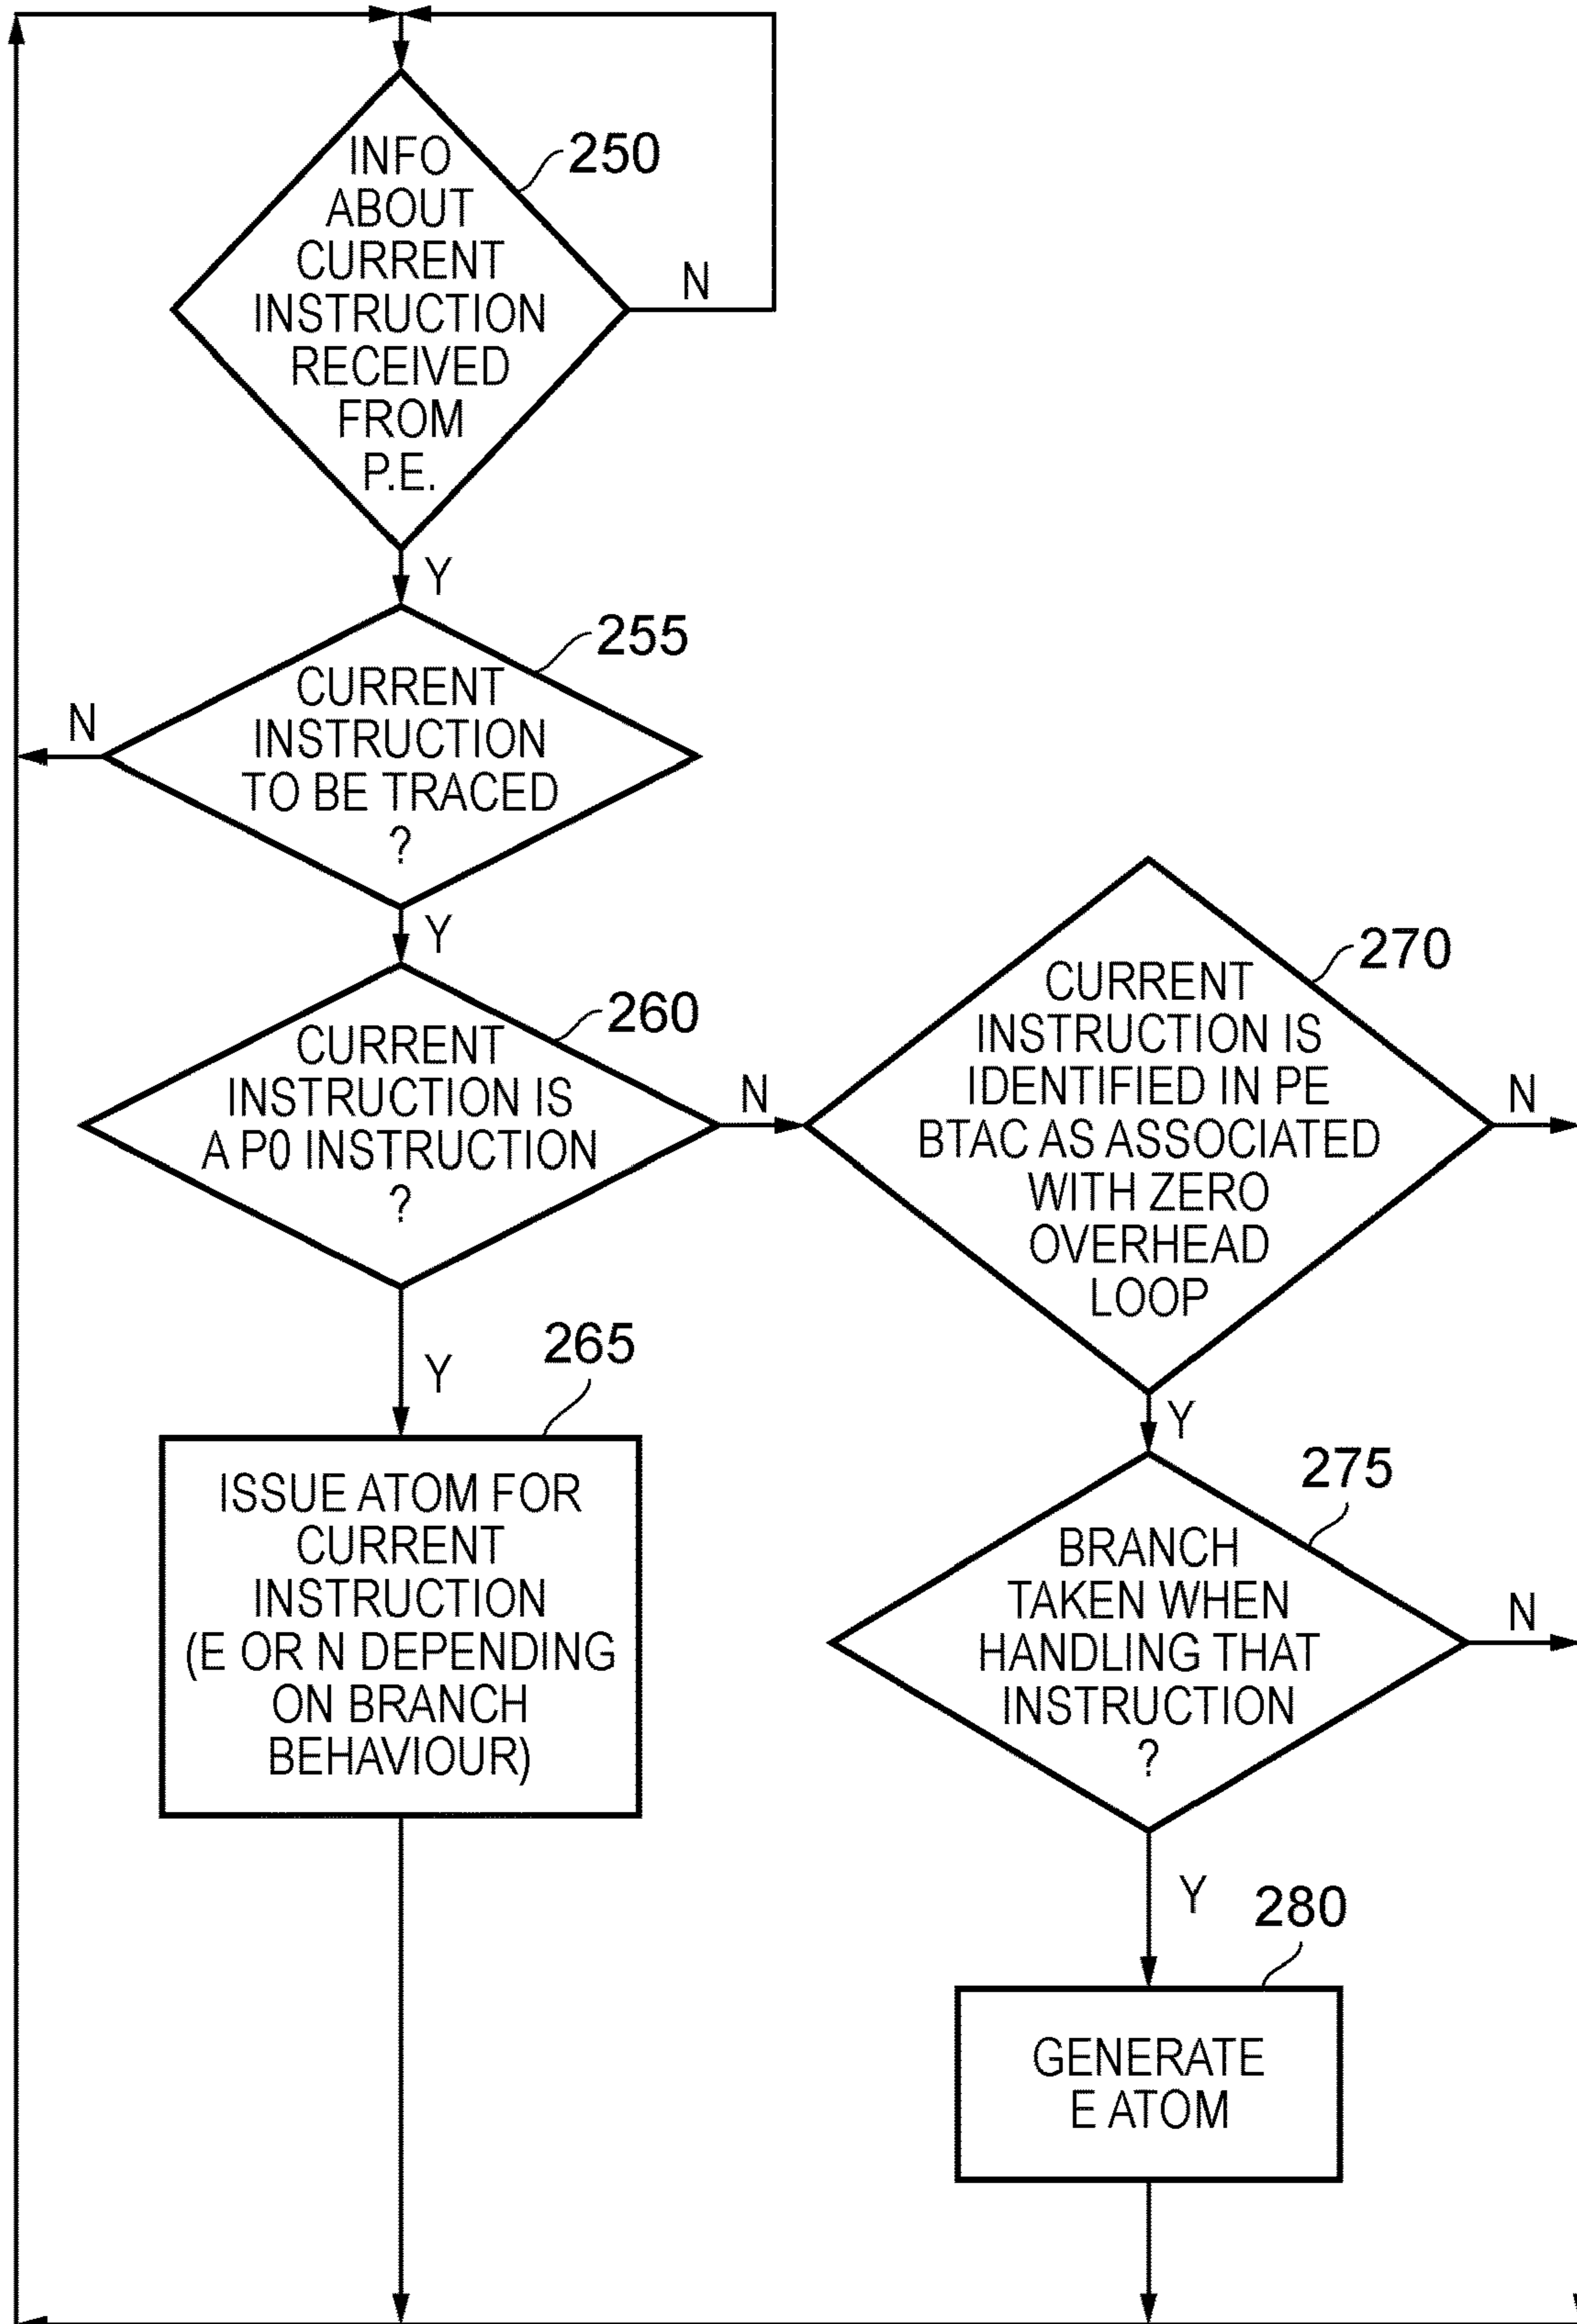 INFO
ABOUT
CURRENT
INSTRUCTION
RECEIVED
FROM
P.E.
250
N
Y
CURRENT
INSTRUCTION
TO BE TRACED
?
255
N
Y
CURRENT
INSTRUCTION IS
A P0 INSTRUCTION
?
260
N
Y
CURRENT
INSTRUCTION IS
IDENTIFIED IN PE
BTAC AS ASSOCIATED
WITH ZERO
OVERHEAD
LOOP
270
N
Y
265
ISSUE ATOM FOR
CURRENT
INSTRUCTION
(E OR N DEPENDING
ON BRANCH
BEHAVIOUR)
275
BRANCH
TAKEN WHEN
HANDLING THAT
INSTRUCTION
?
N
Y
280
GENERATE
E ATOM